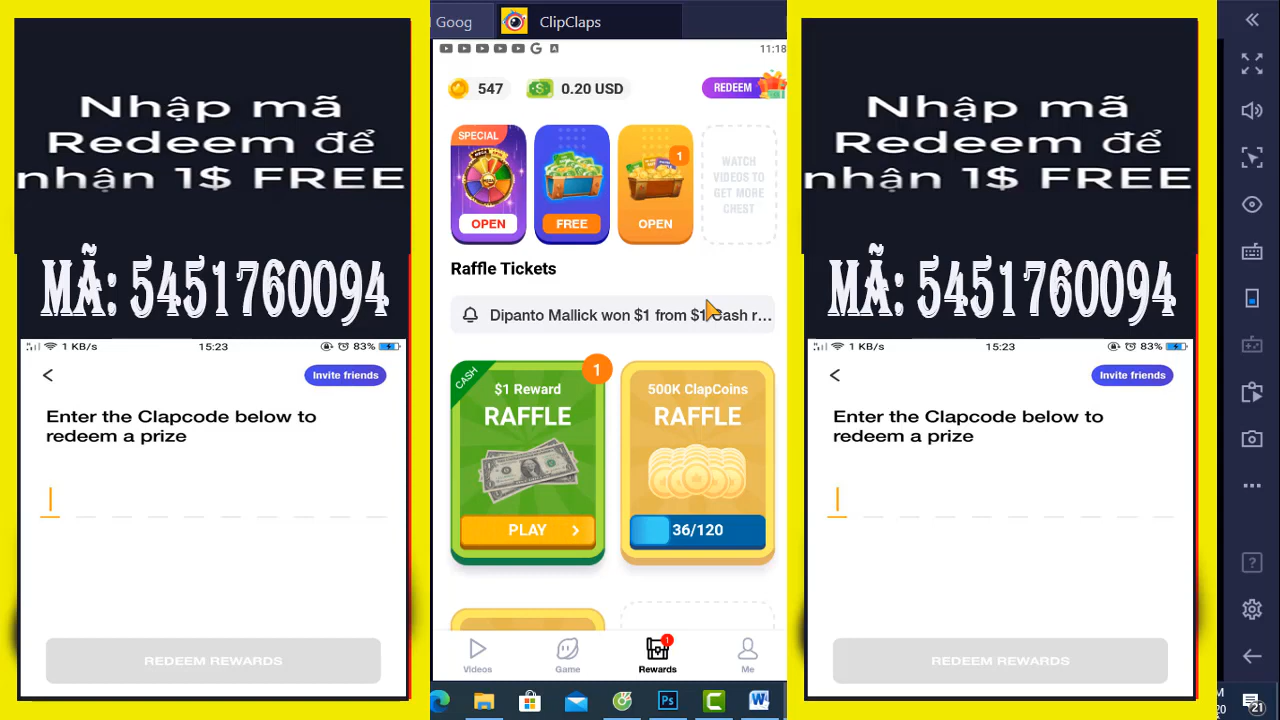 Nhập mã
Redeem để
nhận 1$ FREE
MÃ: 5451760094
1 KB/s
15:23
83%
Invite friends
Enter the Clapcode below to
redeem a prize
REDEEM REWARDS
Goog
ClipClaps
11:18
547
0.20 USD
REDEEM
SPECIAL
OPEN
FREE
1
OPEN
WATCH
VIDEOS TO
GET MORE
CHEST
Raffle Tickets
Dipanto Mallick won $1 from $1 Cash r...
CASH
1
$1 Reward
RAFFLE
PLAY
500K ClapCoins
RAFFLE
36/120
Videos
Game
1
Rewards
Me
Nhập mã
Redeem để
nhận 1$ FREE
MÃ: 5451760094
1 KB/s
15:23
83%
Invite friends
Enter the Clapcode below to
redeem a prize
REDEEM REWARDS
M
20
21